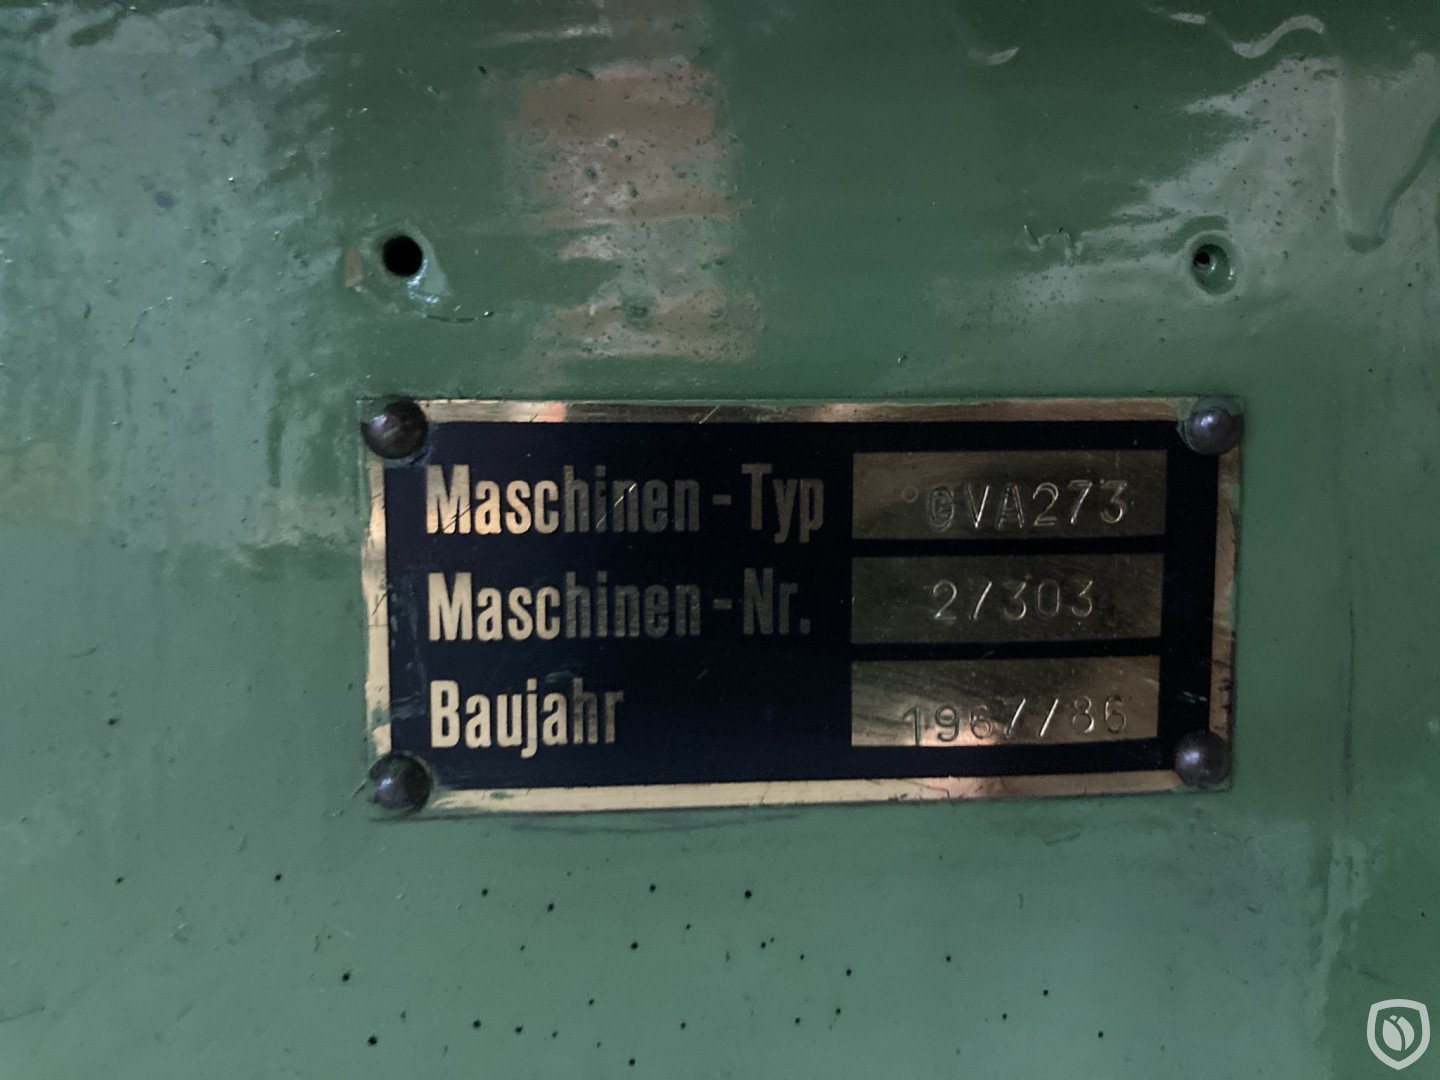 Maschinen-Typ °GVA273
Maschinen-Nr. 27303
Baujahr 1967/86